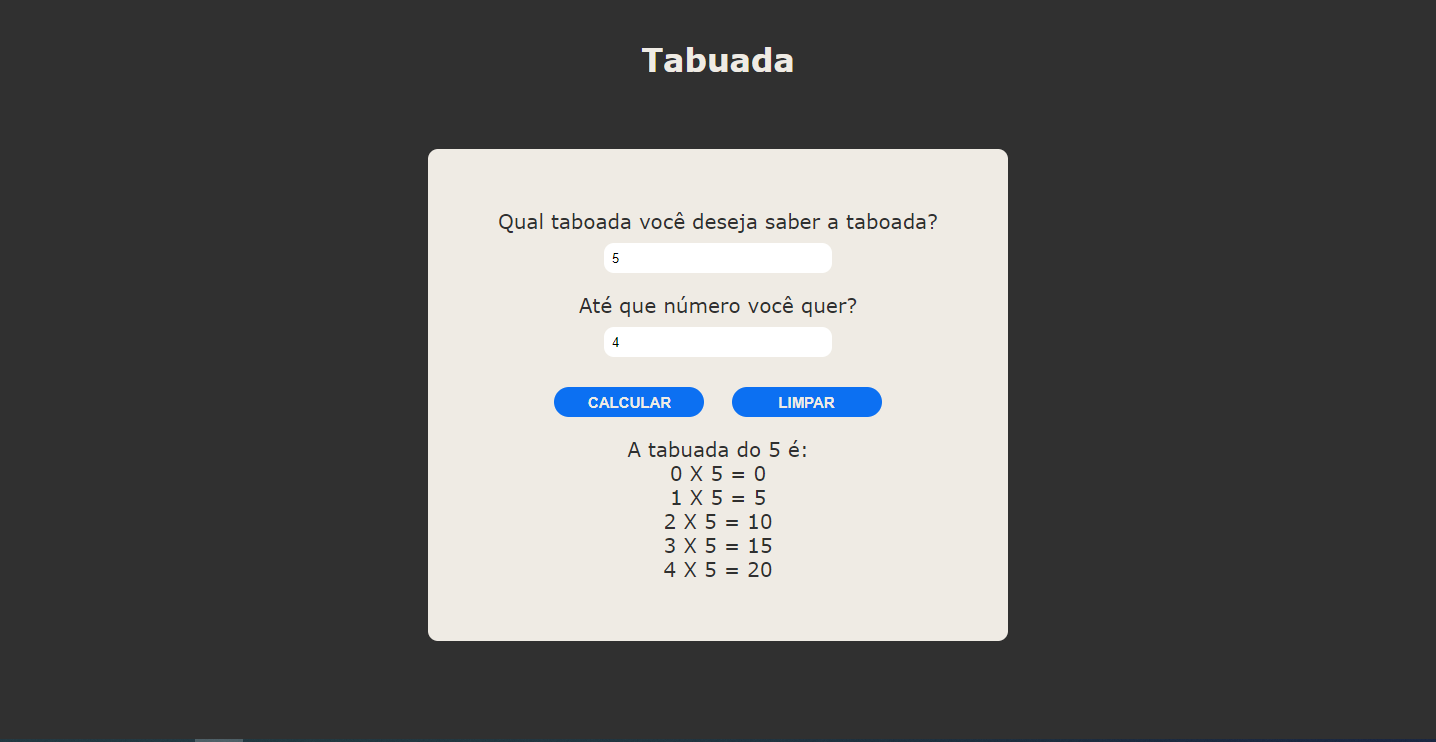 Tabuada
Qual taboada você deseja saber a taboada?
5
Até que número você quer?
4
CALCULAR LIMPAR
A tabuada do 5 é:
0 X 5 = 0
1 X 5 = 5
2 X 5 = 10
3 X 5 = 15
4 X 5 = 20